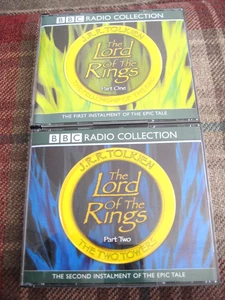 BBC RADIO COLLECTION
J.R.R. TOLKIEN
The
Lord
Of The
Rings
Part One
THE FIRST INSTALMENT OF THE EPIC TALE
BBC RADIO COLLECTION
J.R.R. TOLKIEN
The
Lord
Of The
Rings
Part Two
THE TWO TOWERS
THE SECOND INSTALMENT OF THE EPIC TALE